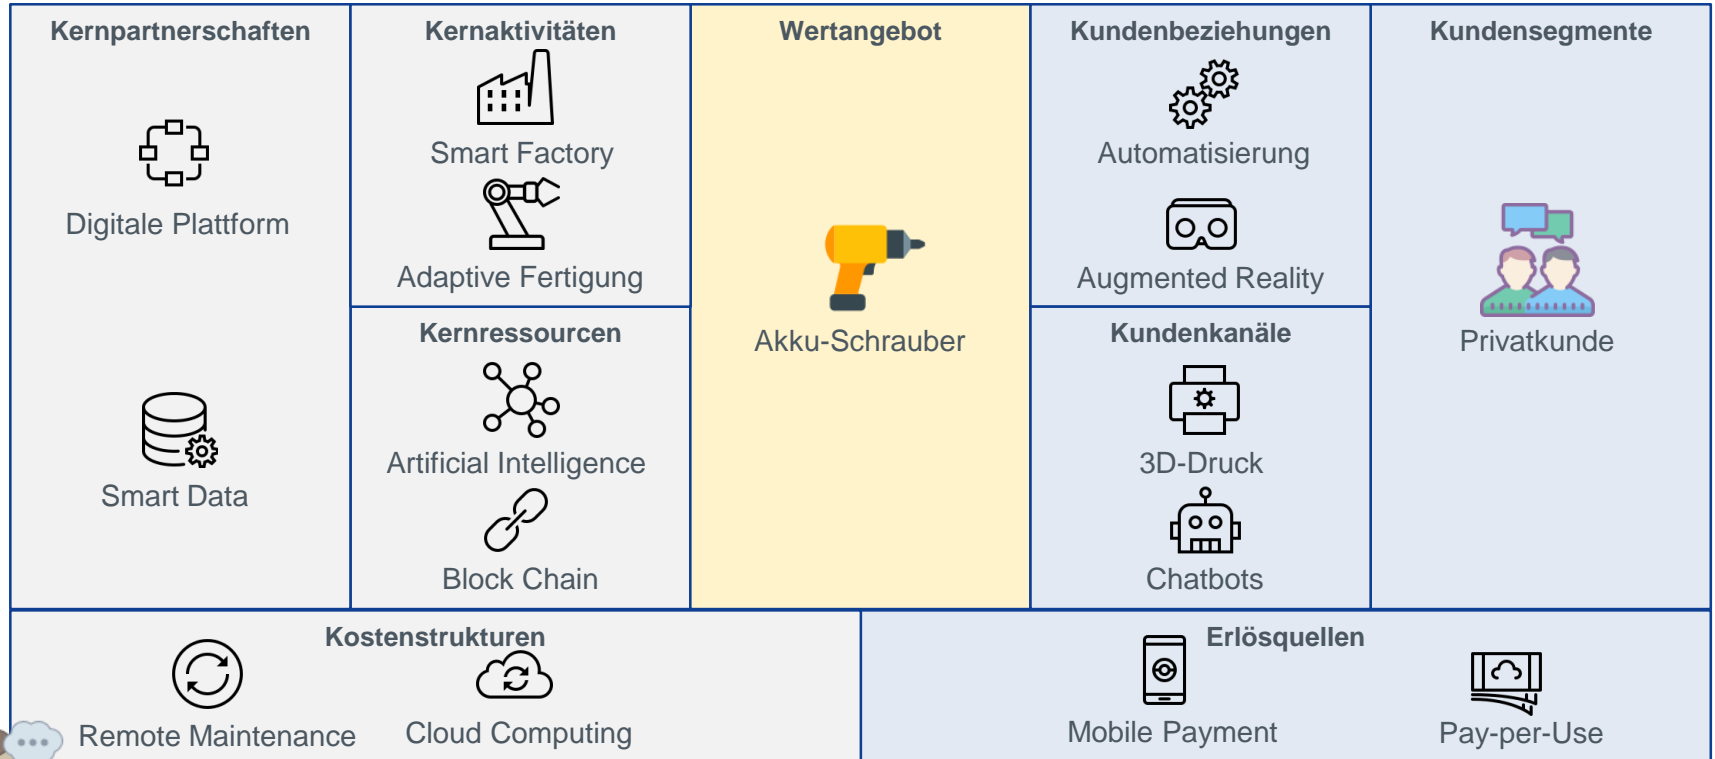 Kernpartnerschaften
Digitale Plattform
Smart Data
Kernaktivitäten
Smart Factory
Adaptive Fertigung
Kernressourcen
Artificial Intelligence
Block Chain
Wertangebot
Akku-Schrauber
Kundenbeziehungen
Automatisierung
Augmented Reality
Kundenkanäle
3D-Druck
Chatbots
Kundensegmente
Privatkunde
Kostenstrukturen
Remote Maintenance
Cloud Computing
Erlösquellen
Mobile Payment
Pay-per-Use